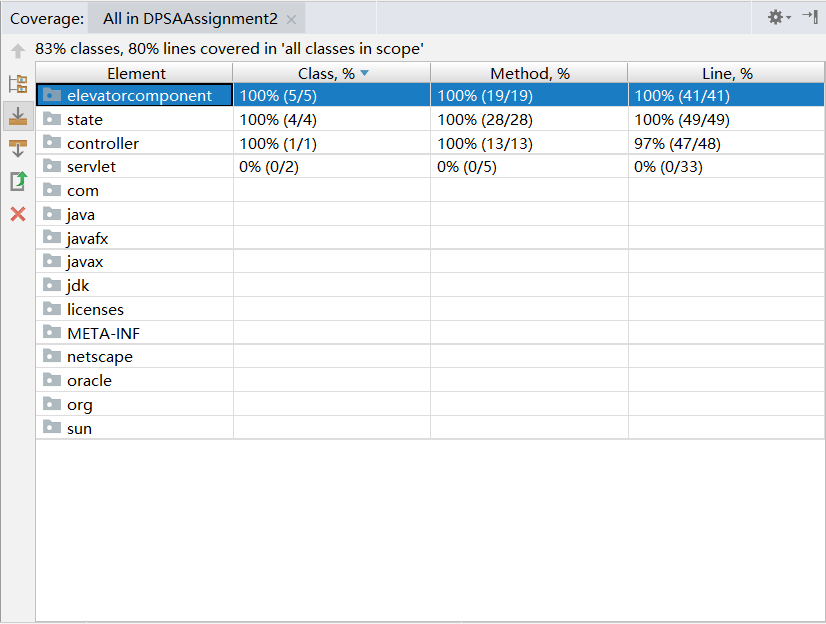 Coverage: All in DPSAAssignment2
83% classes, 80% lines covered in 'all classes in scope'
Element Class, % Method, % Line, %
elevatorcomponent 100% (5/5) 100% (19/19) 100% (41/41)
state 100% (4/4) 100% (28/28) 100% (49/49)
controller 100% (1/1) 100% (13/13) 97% (47/48)
servlet 0% (0/2) 0% (0/5) 0% (0/33)
com
java
javafx
javax
jdk
licenses
META-INF
netscape
oracle
org
sun